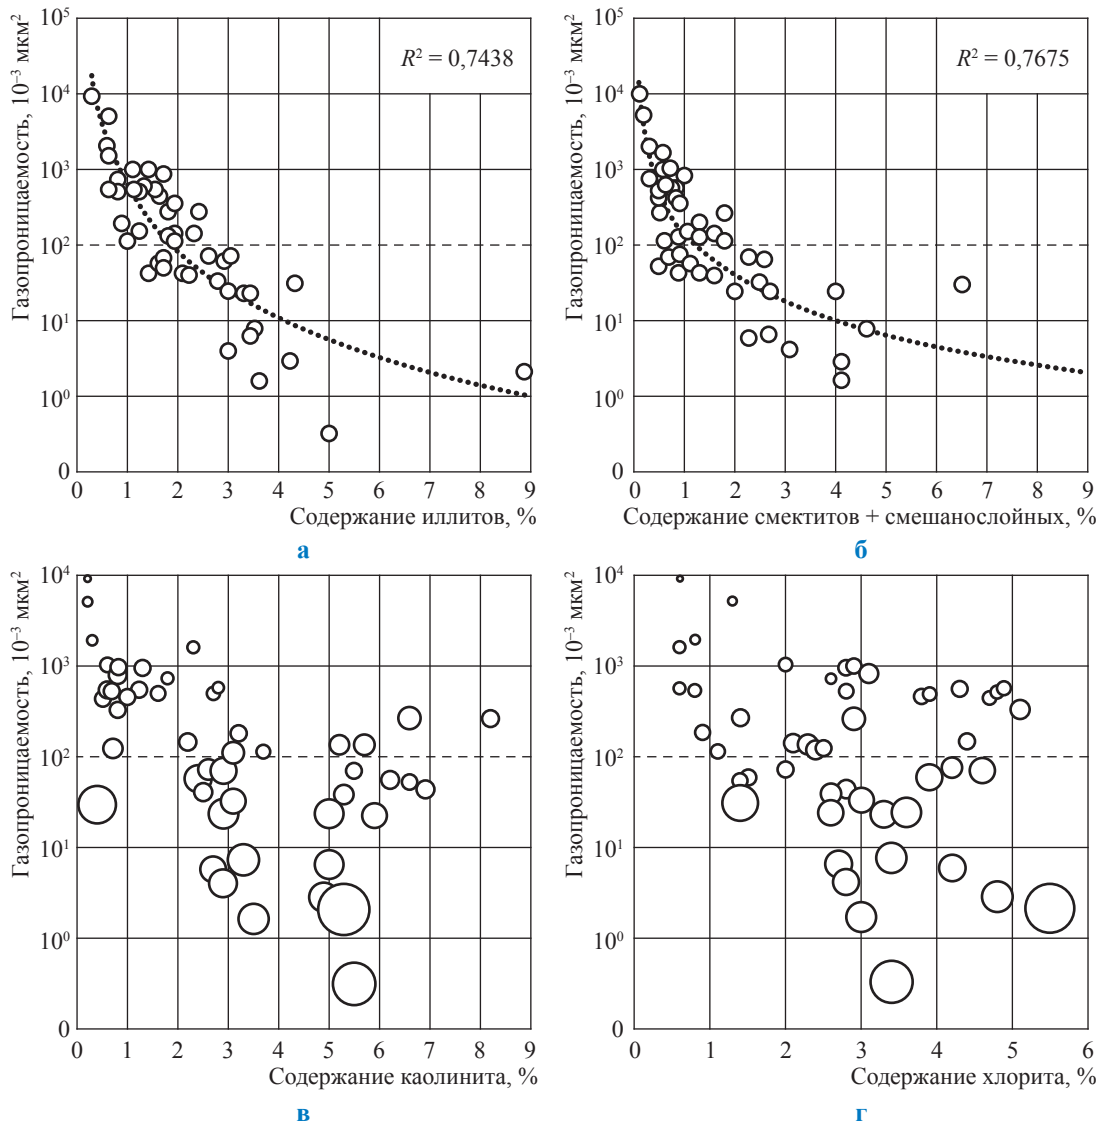 Газопроницаемость, 10⁻³ мкм²
10⁵
10⁴
10³
10²
10¹
10⁰
0
R² = 0,7438
0 1 2 3 4 5 6 7 8 9
Содержание иллитов, %
а
Газопроницаемость, 10⁻³ мкм²
10⁵
10⁴
10³
10²
10¹
10⁰
0
R² = 0,7675
0 1 2 3 4 5 6 7 8 9
Содержание смектитов + смешанослойных, %
б
Газопроницаемость, 10⁻³ мкм²
10⁴
10³
10²
10¹
10⁰
0
0 1 2 3 4 5 6 7 8 9
Содержание каолинита, %
в
Газопроницаемость, 10⁻³ мкм²
10⁴
10³
10²
10¹
10⁰
0
0 1 2 3 4 5 6
Содержание хлорита, %
г